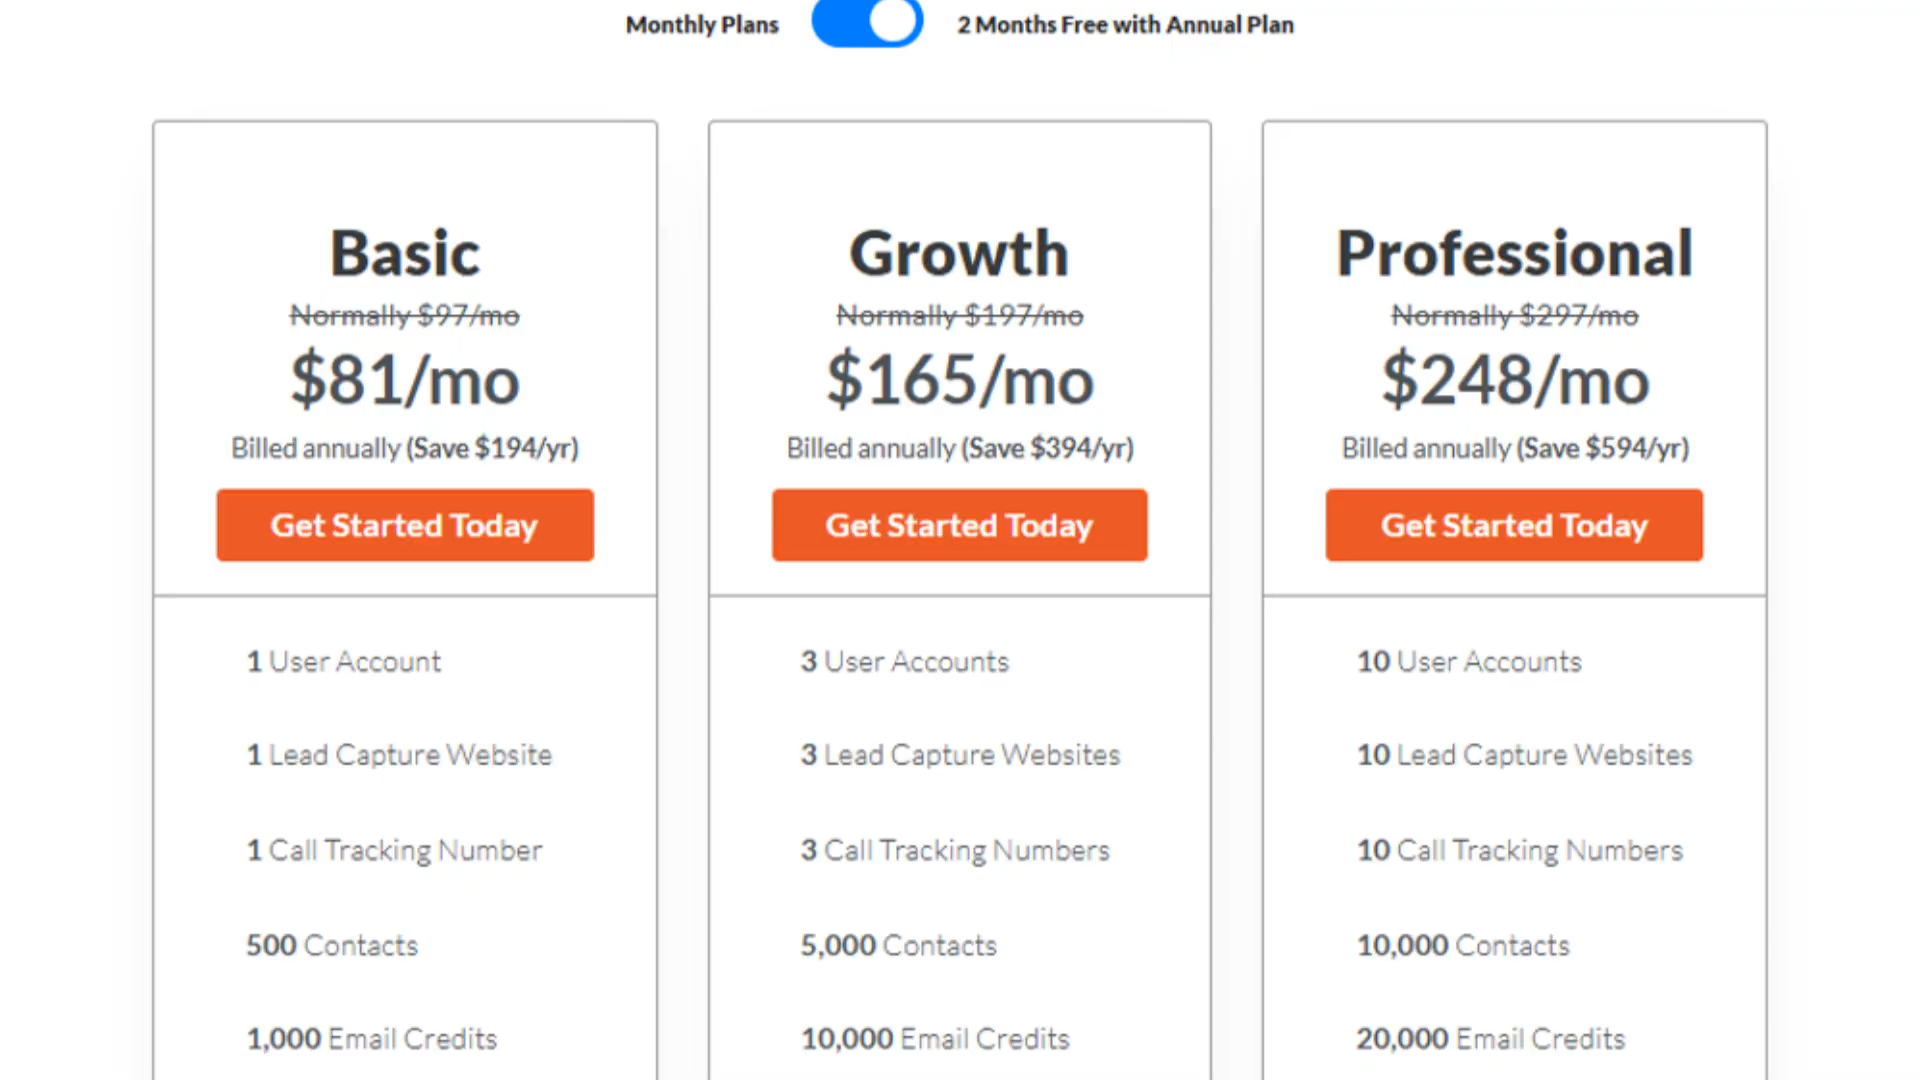 Monthly Plans
2 Months Free with Annual Plan
Basic
Normally $97/mo
$81/mo
Billed annually (Save $194/yr)
Get Started Today
1 User Account
1 Lead Capture Website
1 Call Tracking Number
500 Contacts
1,000 Email Credits
Growth
Normally $197/mo
$165/mo
Billed annually (Save $394/yr)
Get Started Today
3 User Accounts
3 Lead Capture Websites
3 Call Tracking Numbers
5,000 Contacts
10,000 Email Credits
Professional
Normally $297/mo
$248/mo
Billed annually (Save $594/yr)
Get Started Today
10 User Accounts
10 Lead Capture Websites
10 Call Tracking Numbers
10,000 Contacts
20,000 Email Credits